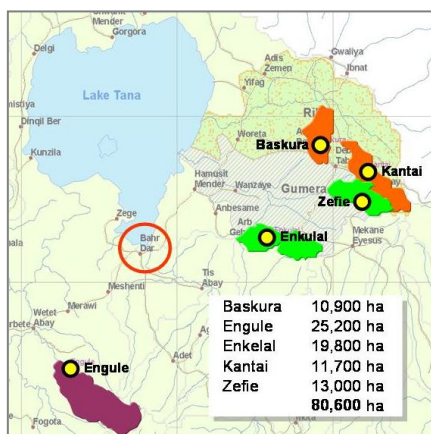 Chuahit
Mender
Gorgora
Delgi
Gwaliya
Adis
Zemen
Ibnat
Yifag
Lake Tana
Dinqil Ber
Kunzila
Woreta
Baskura
Kantai
Hamusit
Mender
Wanzaye
Gumera
Zefie
Zege
Anbesame
Arb
Enkulal
Mekane
Eyesus
Bahr
Dar
Tis
Abay
Meshenti
Merawi
Wetet
Abay
Adet
Engule
Fogota
Baskura 10,900 ha
Engule 25,200 ha
Enkelal 19,800 ha
Kantai 11,700 ha
Zefie 13,000 ha
80,600 ha